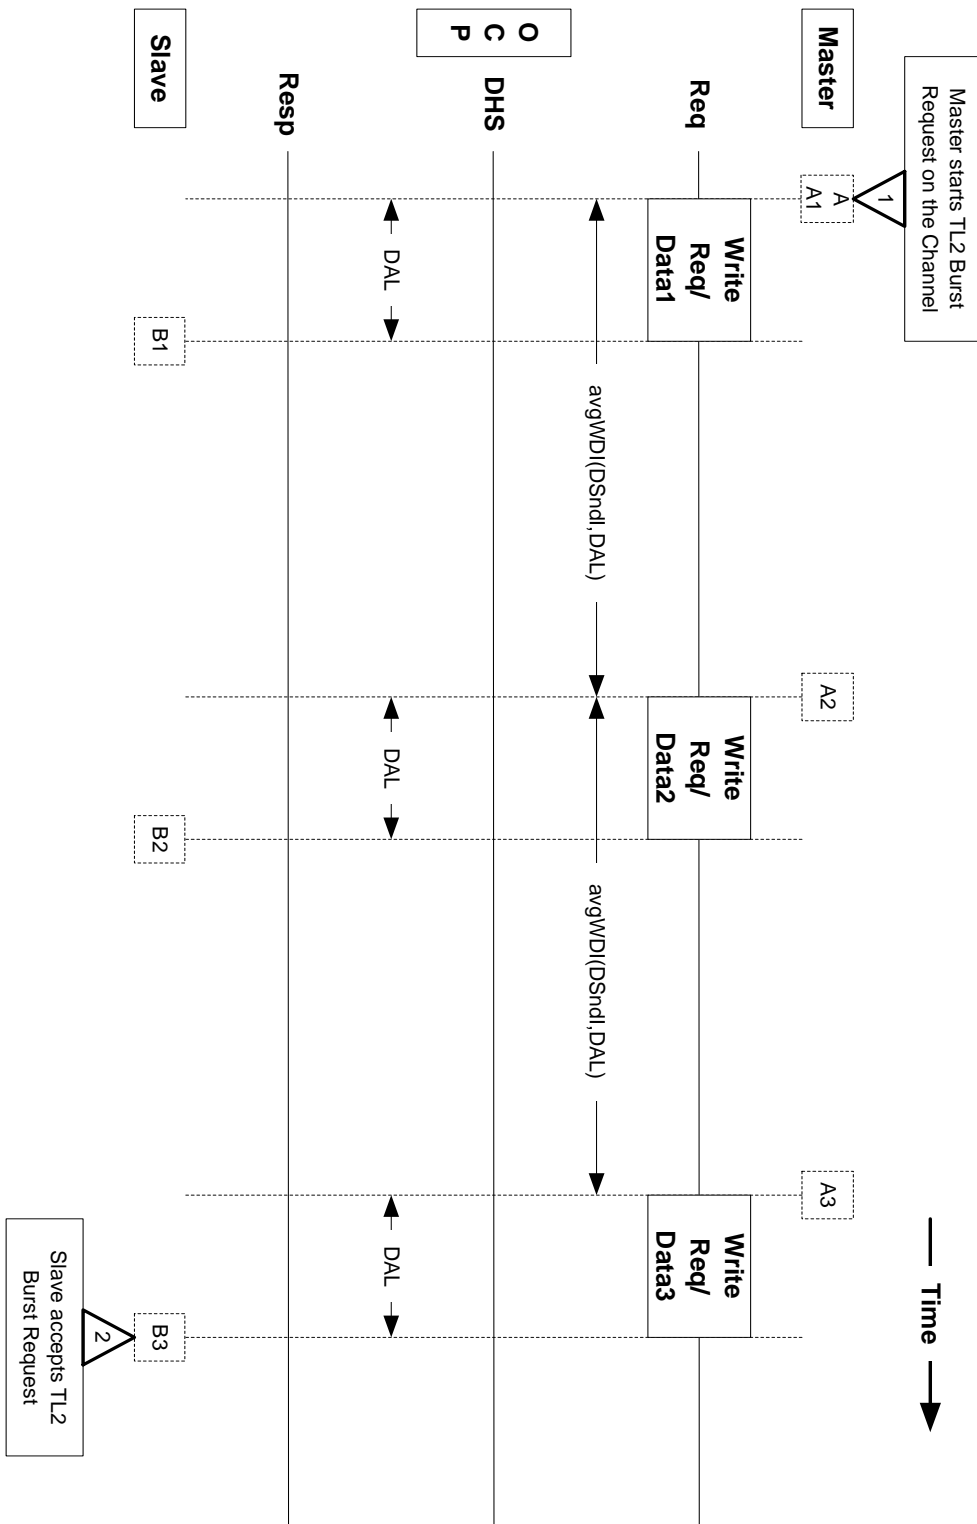 Master starts TL2 Burst
Request on the Channel
1
Time
Master
A
A1
A2
A3
Req
Write
Req/
Data1
Write
Req/
Data2
Write
Req/
Data3
avgWDI(DSndI,DAL)
avgWDI(DSndI,DAL)
O
C
P
DHS
DAL
DAL
DAL
Resp
Slave
B1
B2
B3
2
Slave accepts TL2
Burst Request